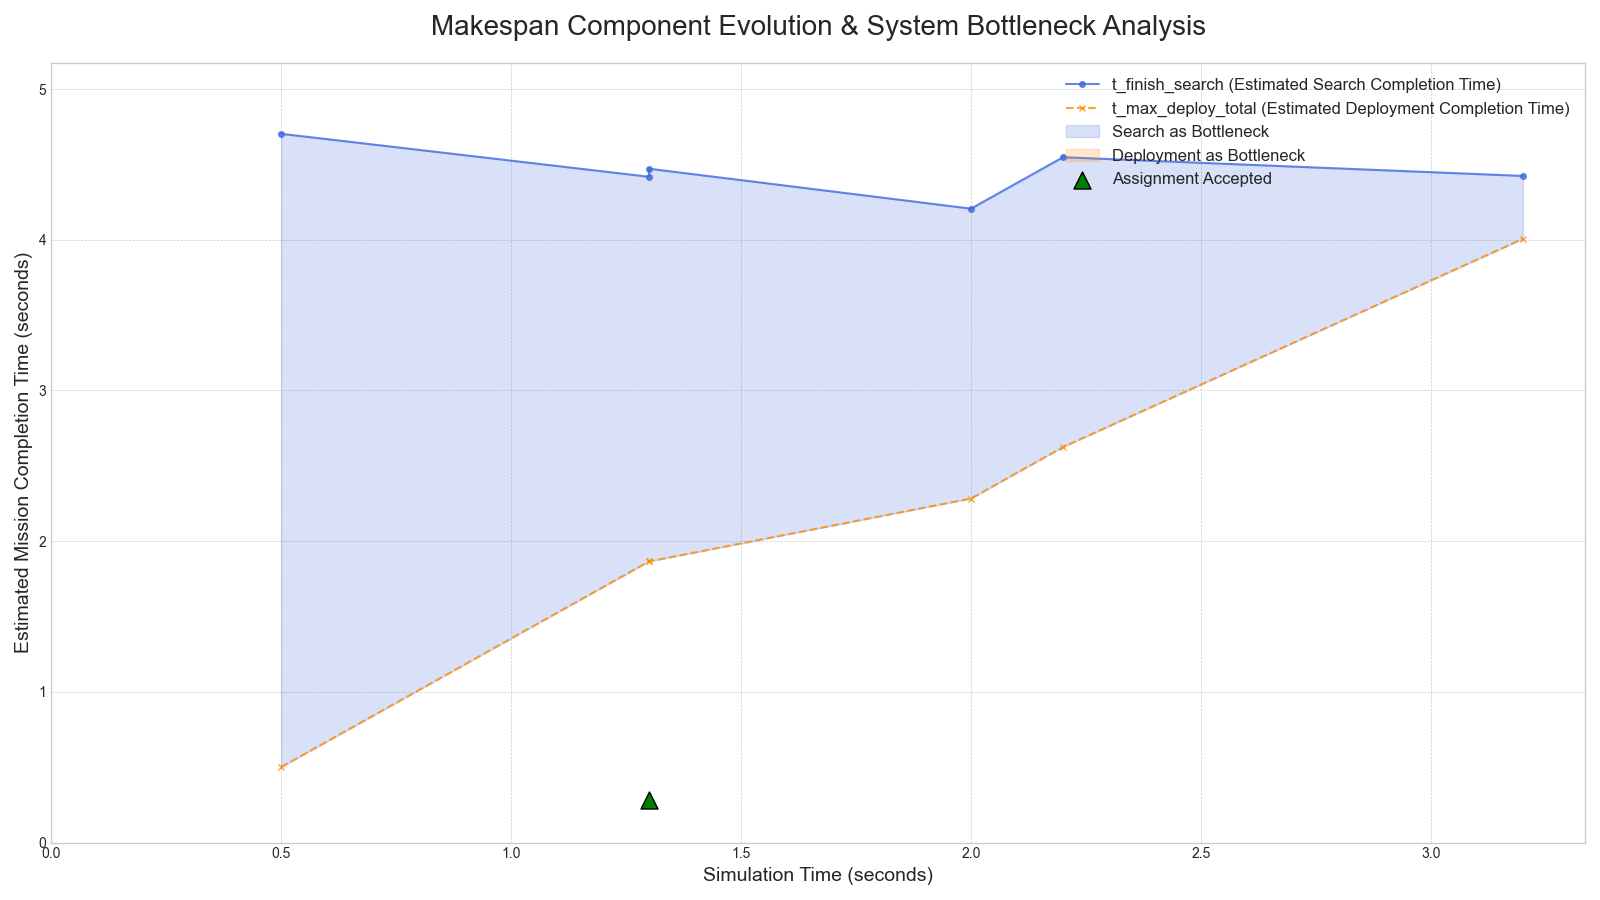 Makespan Component Evolution & System Bottleneck Analysis
t_finish_search (Estimated Search Completion Time)
t_max_deploy_total (Estimated Deployment Completion Time)
Search as Bottleneck
Deployment as Bottleneck
Assignment Accepted
Estimated Mission Completion Time (seconds)
5
4
3
2
1
0
0.0 0.5 1.0 1.5 2.0 2.5 3.0
Simulation Time (seconds)